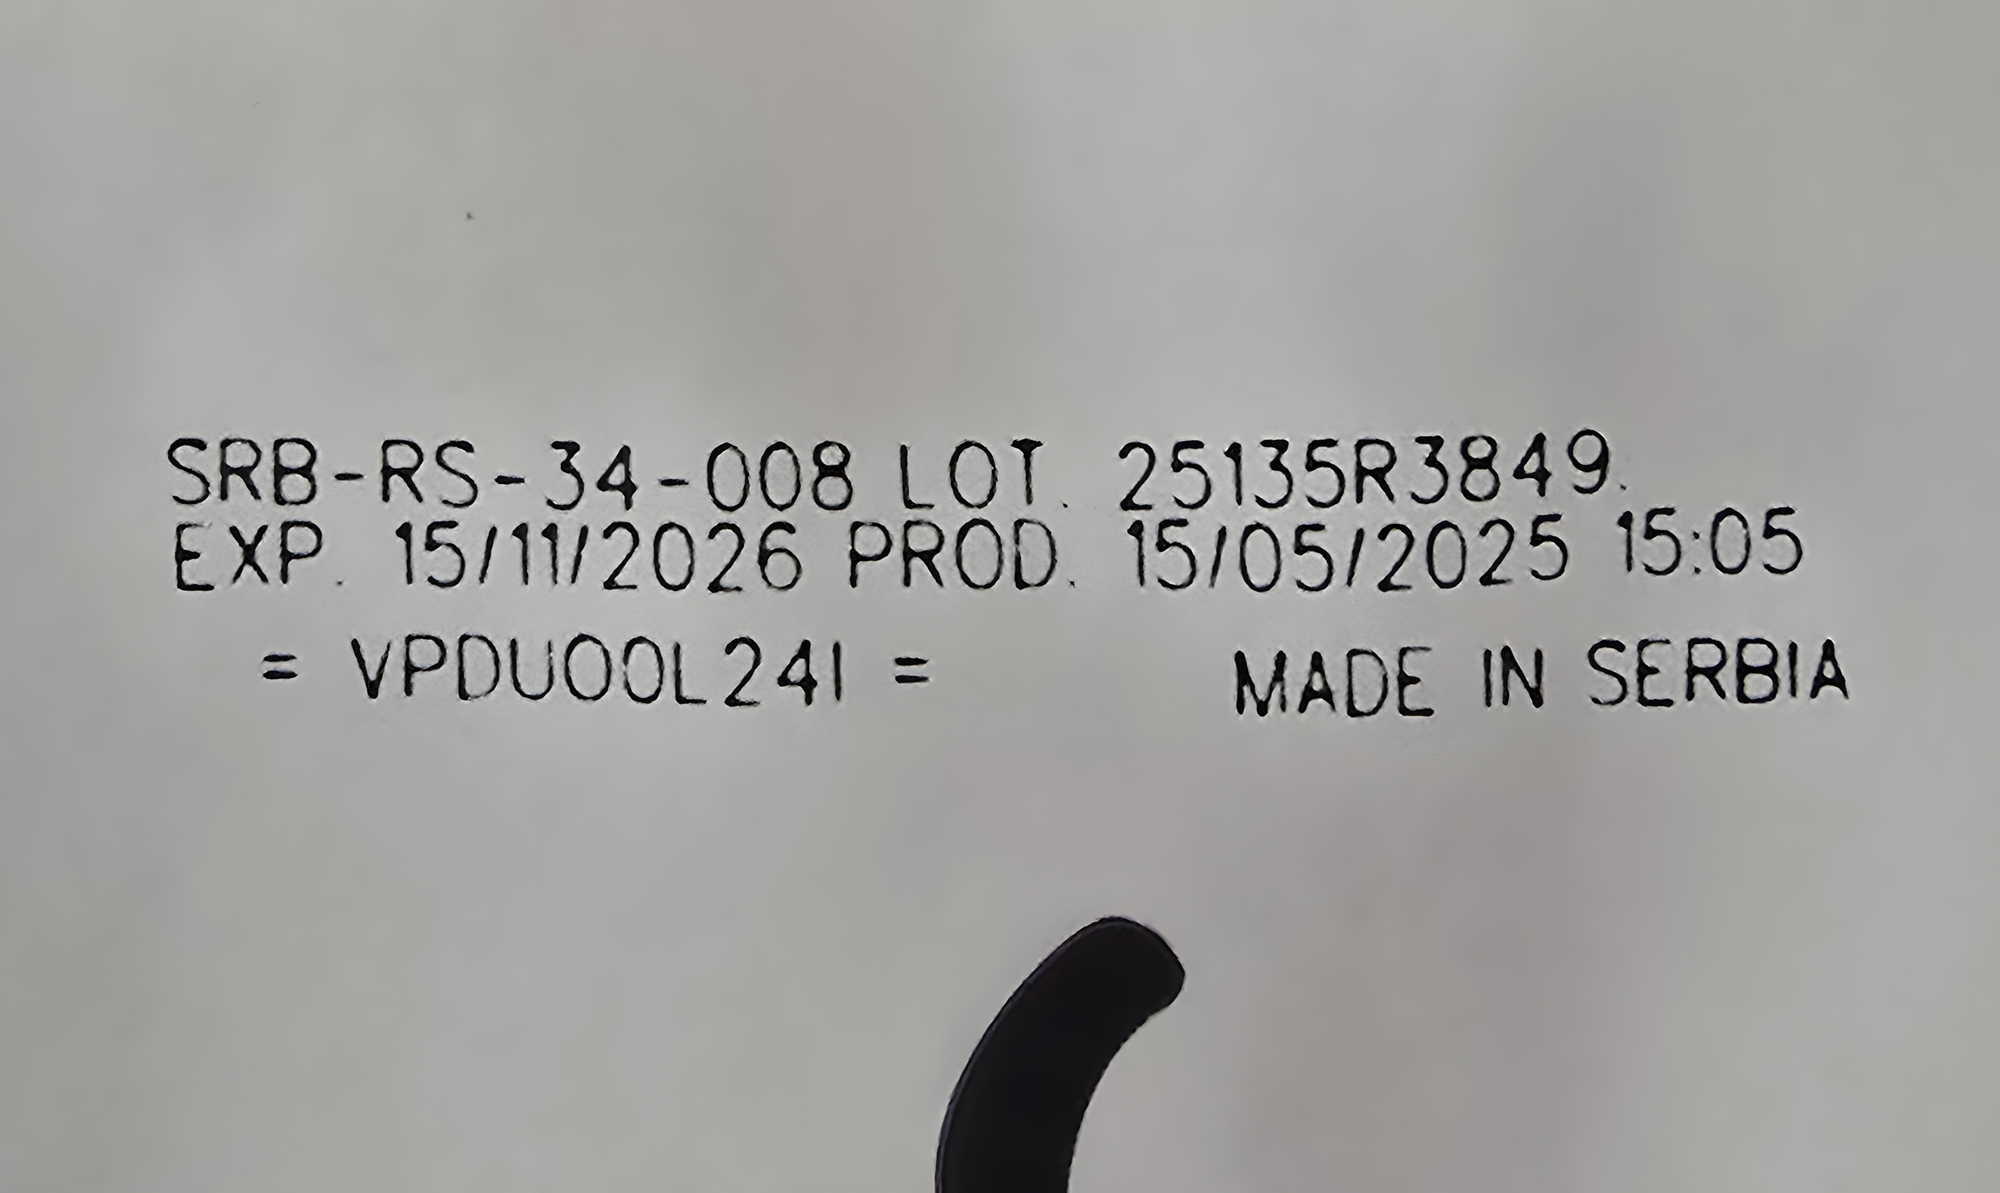 SRB-RS-34-008 LOT. 25135R3849.
EXP. 15/11/2026 PROD. 15/05/2025 15:05
= VPDU00L24I = MADE IN SERBIA